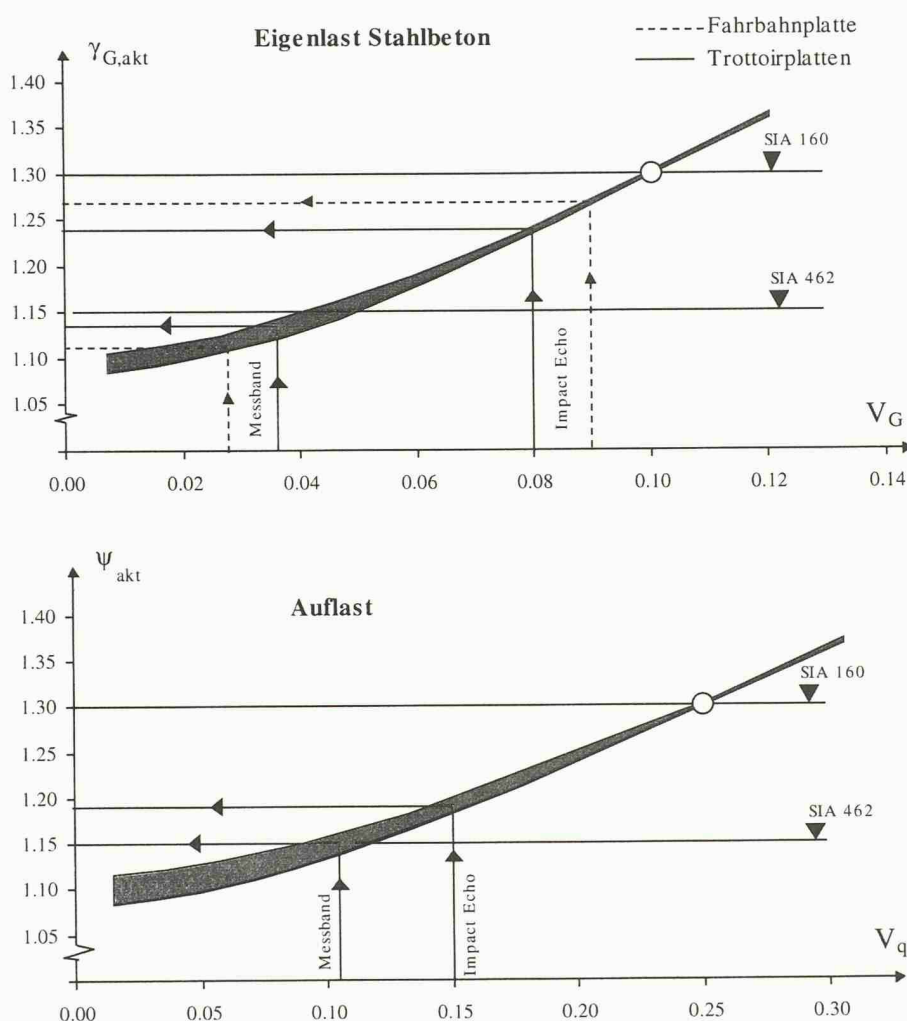 γG,akt
Eigenlast Stahlbeton
Fahrbahnplatte
Trottoirplatten
1.40
1.35
SIA 160
1.30
1.25
1.20
SIA 462
1.15
1.10
1.05
Messband
Impact Echo
VG
0.00 0.02 0.04 0.06 0.08 0.10 0.12 0.14
ψakt
Auflast
1.40
1.35
SIA 160
1.30
1.25
1.20
SIA 462
1.15
1.10
1.05
Messband
Impact Echo
Vq
0.00 0.05 0.10 0.15 0.20 0.25 0.30